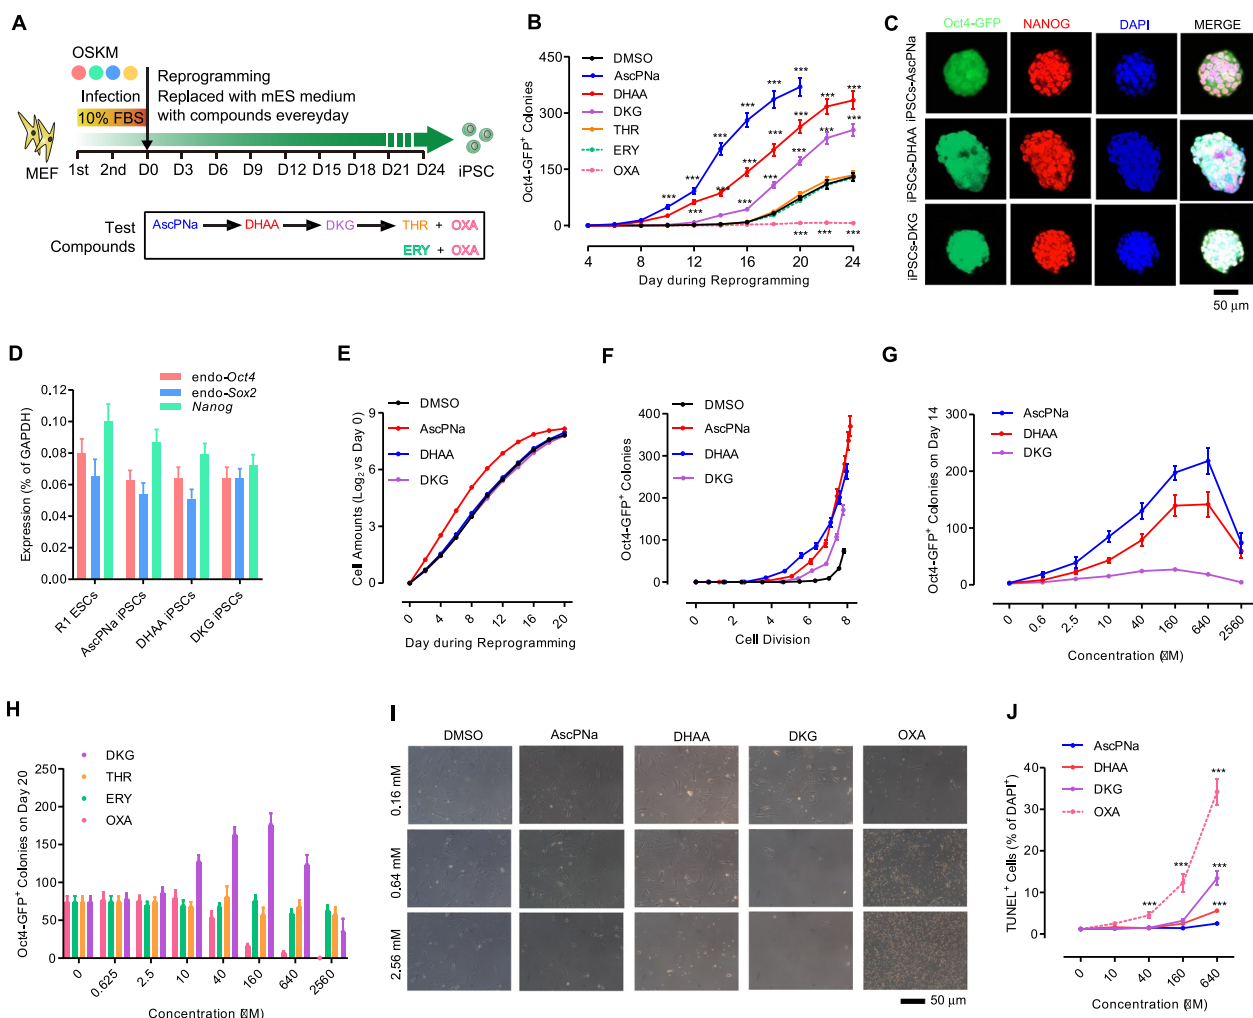 A
OSKM
Infection
10% FBS
Reprogramming
Replaced with mES medium
with compounds everyeday
MEF
1st 2nd D0 D3 D6 D9 D12 D15 D18 D21 D24
iPSC
Test
Compounds
AscPNa DHAA DKG THR + OXA
ERY + OXA
B
Oct4-GFP+ Colonies
450
300
150
0
DMSO
AscPNa
DHAA
DKG
THR
ERY
OXA
*** *** *** *** *** ***
*** *** *** *** *** *** ***
*** *** *** *** ***
*** *** ***
4 8 12 16 20 24
Day during Reprogramming
C
Oct4-GFP NANOG DAPI MERGE
iPSCs-AscPNa
iPSCs-DHAA
iPSCs-DKG
50 μm
D
endo-Oct4
endo-Sox2
Nanog
Expression (% of GAPDH)
0.12
0.10
0.08
0.06
0.04
0.02
0.00
R1 ESCs
AscPNa iPSCs
DHAA iPSCs
DKG iPSCs
E
Cell Amounts (Log2 vs Day 0)
9
6
3
0
DMSO
AscPNa
DHAA
DKG
0 4 8 12 16 20
Day during Reprogramming
F
Oct4-GFP+ Colonies
400
300
200
100
0
DMSO
AscPNa
DHAA
DKG
0 2 4 6 8
Cell Division
G
Oct4-GFP+ Colonies on Day 14
300
200
100
0
AscPNa
DHAA
DKG
0 0.6 2.5 10 40 160 640 2560
Concentration (M)
H
Oct4-GFP+ Colonies on Day 20
250
200
150
100
50
0
DKG
THR
ERY
OXA
0 0.625 2.5 10 40 160 640 2560
Concentration (M)
I
DMSO AscPNa DHAA DKG OXA
0.16 mM
0.64 mM
2.56 mM
50 μm
J
TUNEL+ Cells (% of DAPI+)
40
30
20
10
0
AscPNa
DHAA
DKG
OXA
***
***
***
***
***
0 10 40 160 640
Concentration (M)